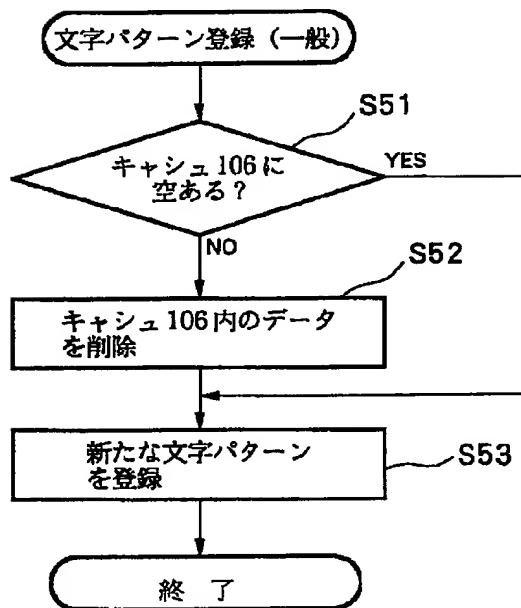 文字パターン登録（一般）
S51
キャシュ106に
空ある？
YES
NO
S52
キャシュ106内のデータ
を削除
新たな文字パターン
を登録
S53
終 了